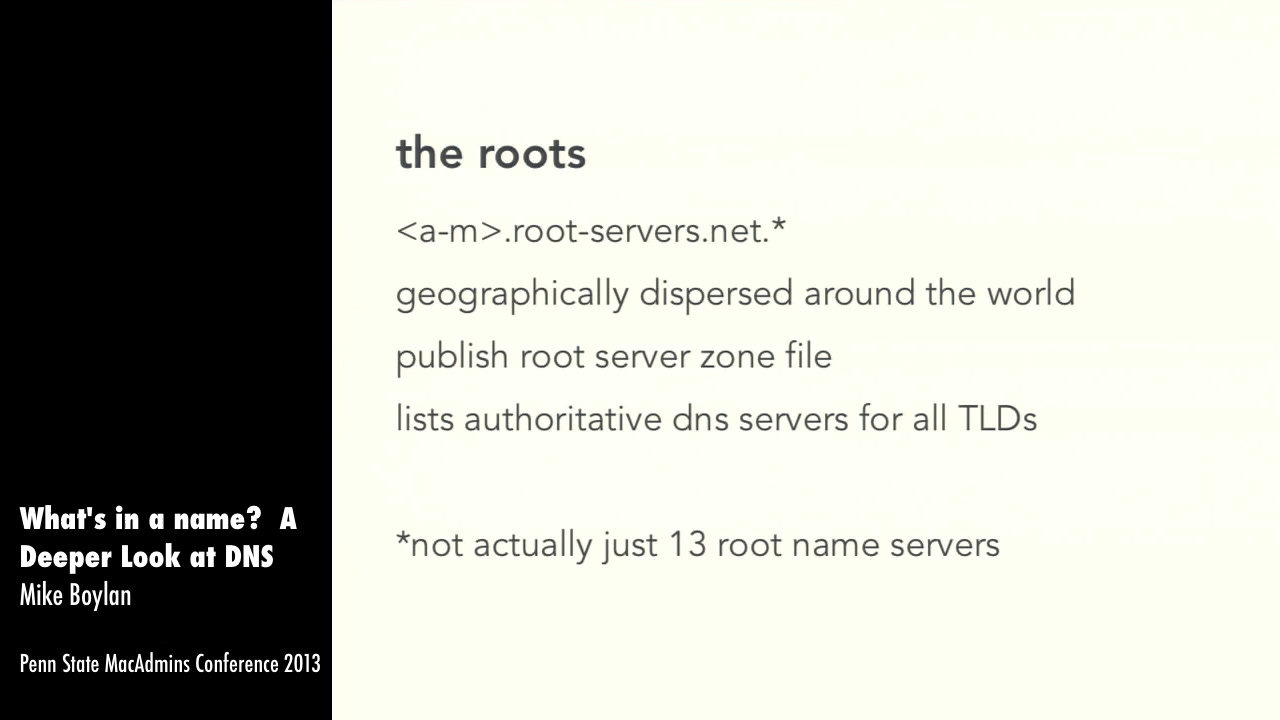 the roots
<a-m>.root-servers.net.*
geographically dispersed around the world
publish root server zone file
lists authoritative dns servers for all TLDs
*not actually just 13 root name servers
What's in a name?  A
Deeper Look at DNS
Mike Boylan
Penn State MacAdmins Conference 2013